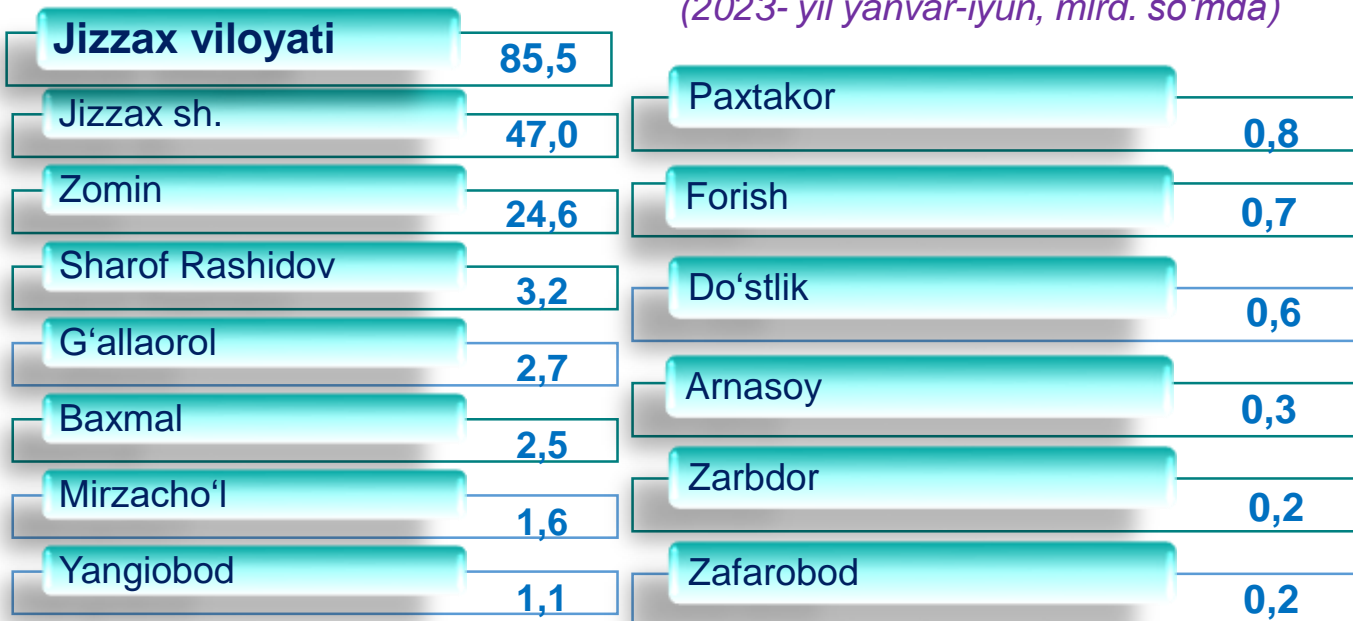 (2023- yil yanvar-iyun, mlrd. so'mda)
Jizzax viloyati 85,5
Jizzax sh. 47,0
Zomin 24,6
Sharof Rashidov 3,2
G‘allaorol 2,7
Baxmal 2,5
Mirzacho‘l 1,6
Yangiobod 1,1
Paxtakor 0,8
Forish 0,7
Do‘stlik 0,6
Arnasoy 0,3
Zarbdor 0,2
Zafarobod 0,2